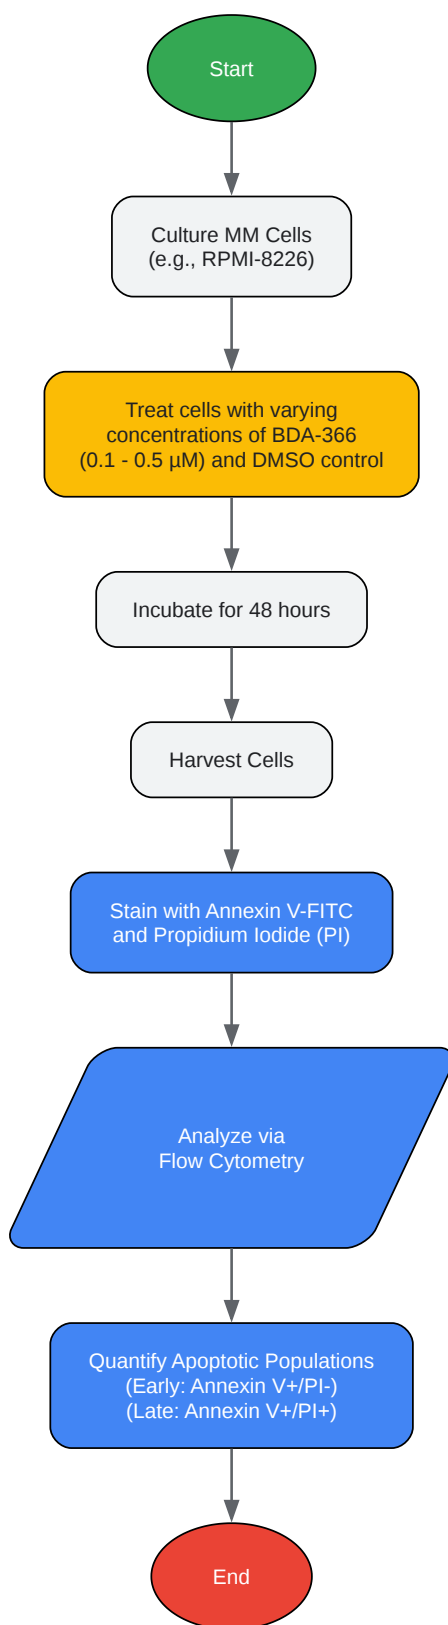 Start
Culture MM Cells
(e.g., RPMI-8226)
Treat cells with varying
concentrations of BDA-366
(0.1 - 0.5 µM) and DMSO control
Incubate for 48 hours
Harvest Cells
Stain with Annexin V-FITC
and Propidium Iodide (PI)
Analyze via
Flow Cytometry
Quantify Apoptotic Populations
(Early: Annexin V+/PI-)
(Late: Annexin V+/PI+)
End